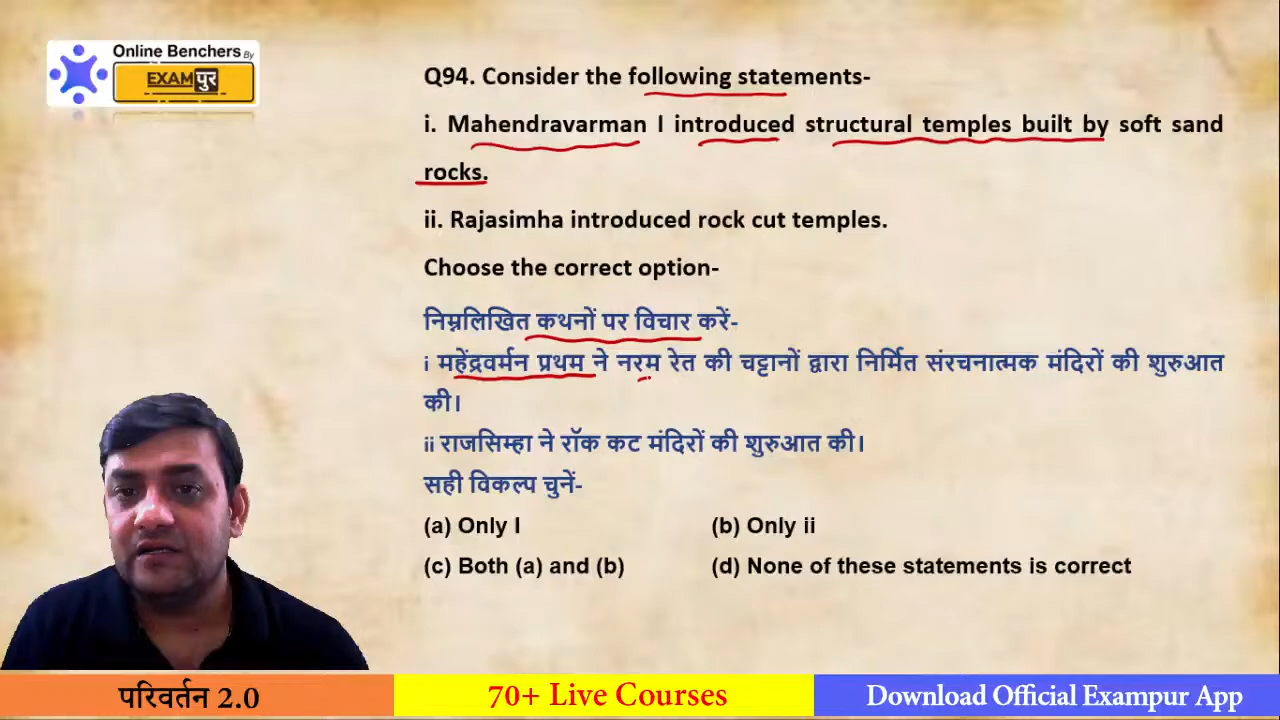 Online Benchers By
EXAMपुर
Q94. Consider the following statements-
i. Mahendravarman I introduced structural temples built by soft sand
rocks.
ii. Rajasimha introduced rock cut temples.
Choose the correct option-
निम्नलिखित कथनों पर विचार करें-
i महेंद्रवर्मन प्रथम ने नरम रेत की चट्टानों द्वारा निर्मित संरचनात्मक मंदिरों की शुरुआत
की।
ii राजसिम्हा ने रॉक कट मंदिरों की शुरुआत की।
सही विकल्प चुनें-
(a) Only I
(b) Only ii
(c) Both (a) and (b)
(d) None of these statements is correct
परिवर्तन 2.0
70+ Live Courses
Download Official Exampur App